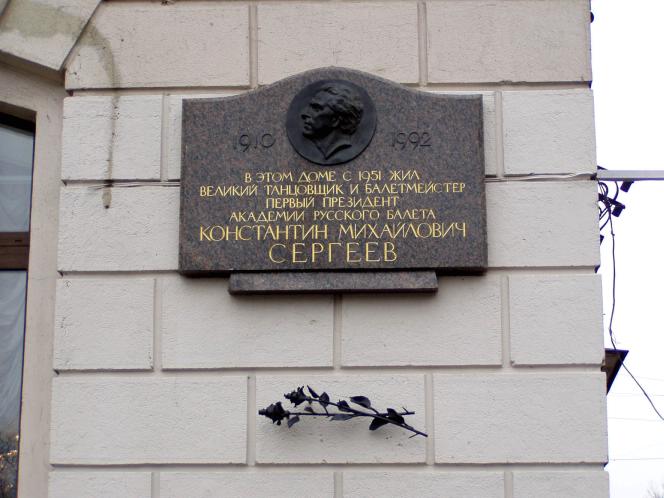 1910 1992
В ЭТОМ ДОМЕ С 1951 ЖИЛ
ВЕЛИКИЙ ТАНЦОВЩИК И БАЛЕТМЕЙСТЕР
ПЕРВЫЙ ПРЕЗИДЕНТ
АКАДЕМИИ РУССКОГО БАЛЕТА
КОНСТАНТИН МИХАЙЛОВИЧ
СЕРГЕЕВ